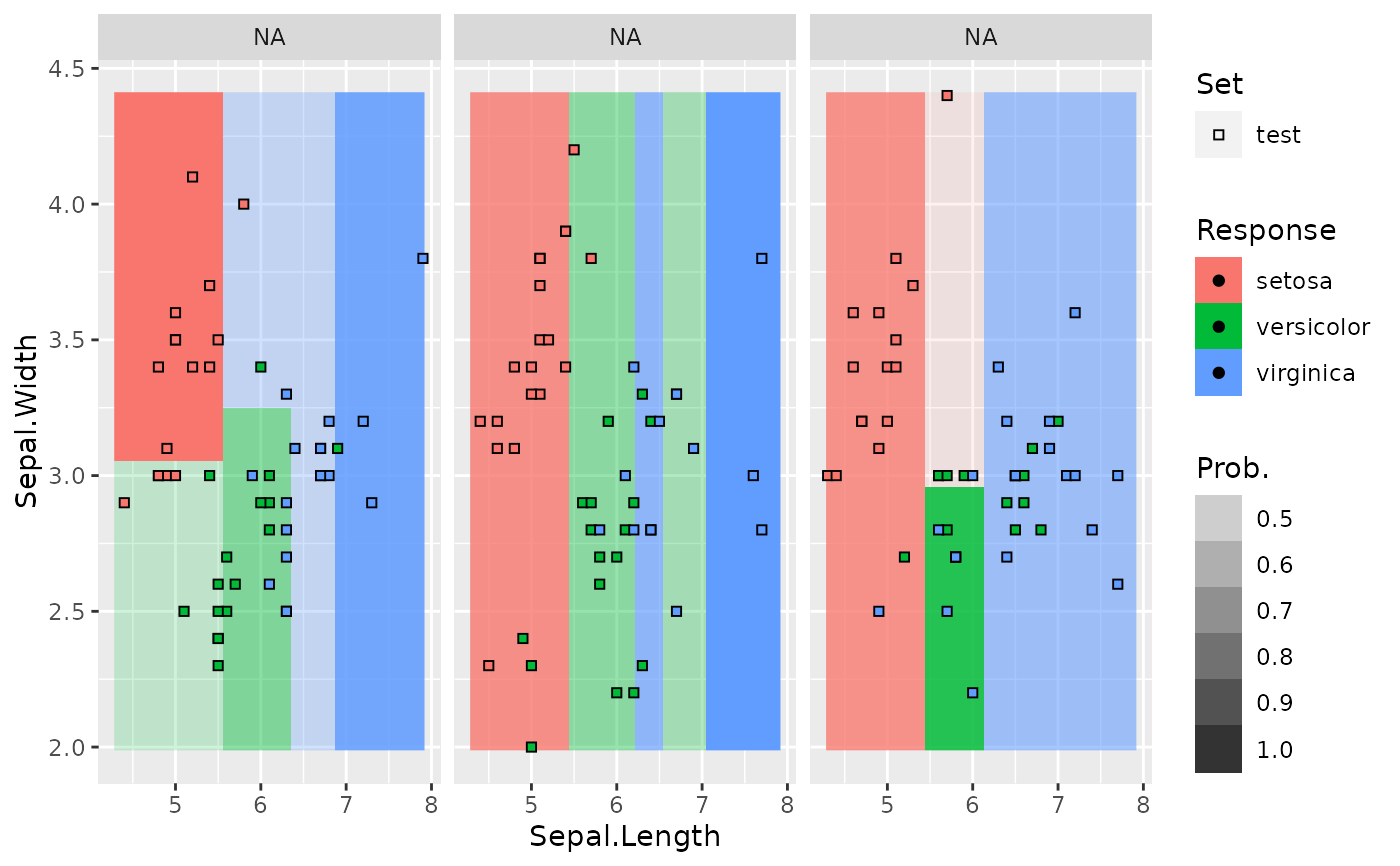 NA NA NA
Sepal.Width
4.5
4.0
3.5
3.0
2.5
2.0
5 6 7 8 5 6 7 8 5 6 7 8
Sepal.Length
Set
test
Response
setosa
versicolor
virginica
Prob.
0.5
0.6
0.7
0.8
0.9
1.0